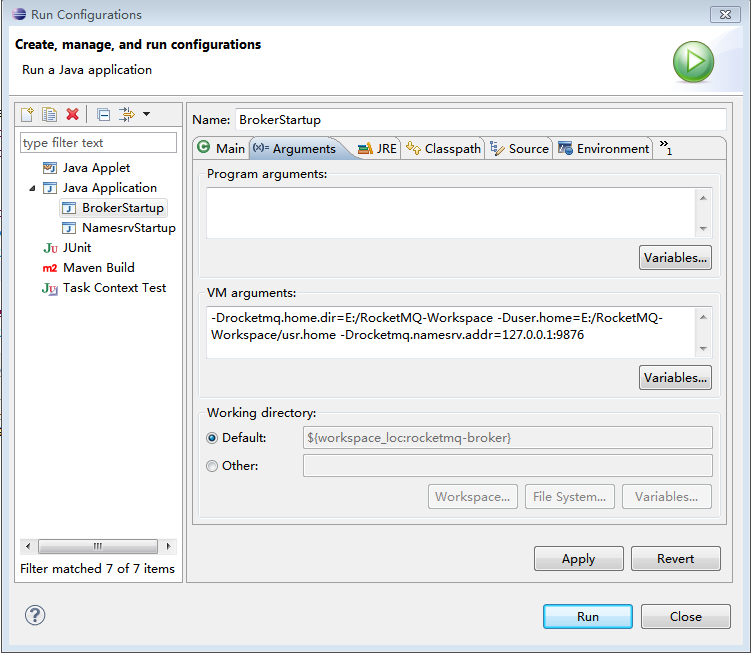 Run Configurations
Create, manage, and run configurations
Run a Java application
type filter text
Java Applet
Java Application
BrokerStartup
NamesrvStartup
Ju JUnit
m2 Maven Build
Ju Task Context Test
Filter matched 7 of 7 items
Name: BrokerStartup
Main (x)= Arguments JRE Classpath Source Environment »1
Program arguments:
Variables...
VM arguments:
-Drocketmq.home.dir=E:/RocketMQ-Workspace -Duser.home=E:/RocketMQ-
Workspace/usr.home -Drocketmq.namesrv.addr=127.0.0.1:9876
Variables...
Working directory:
Default: ${workspace_loc:rocketmq-broker}
Other:
Workspace... File System... Variables...
Apply Revert
? Run Close